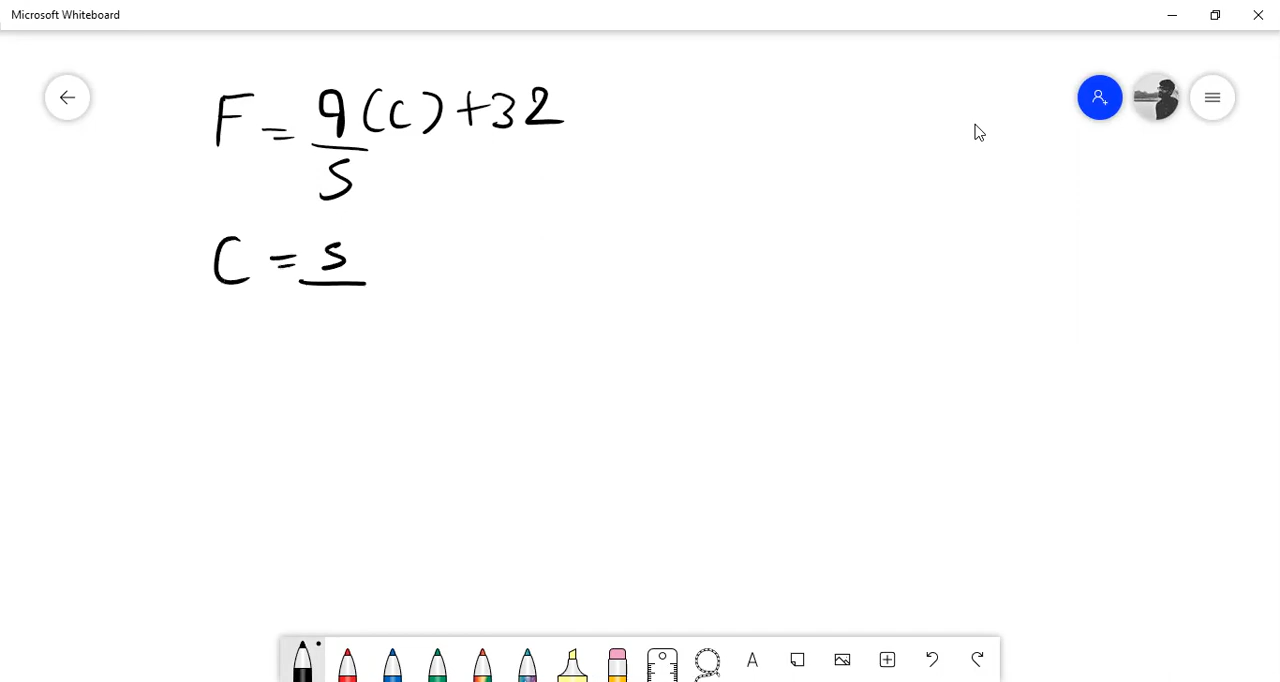 Microsoft Whiteboard
F = 9/5 (C) + 32
C = 5/
A